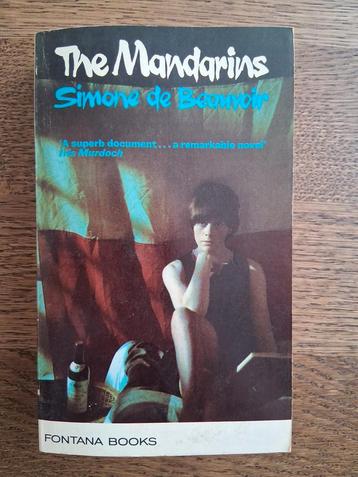 The Mandarins
Simone de Beauvoir
'A superb document...a remarkable novel'
Iris Murdoch
FONTANA BOOKS